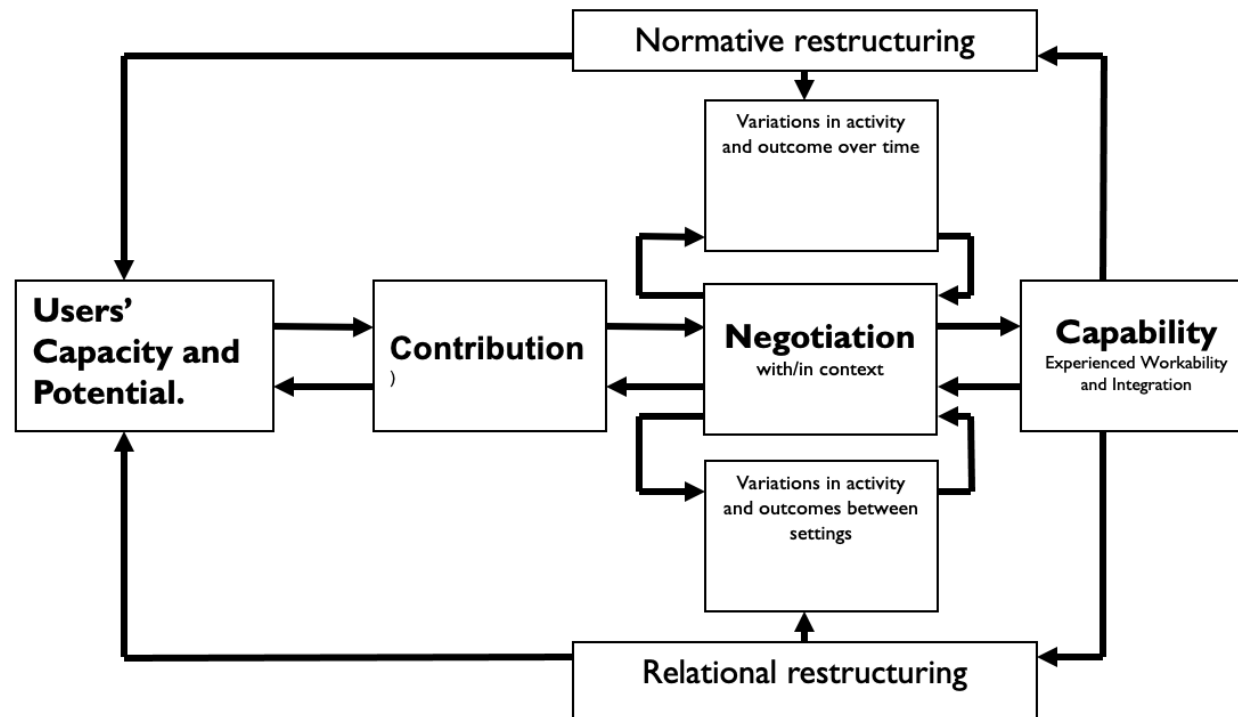 Normative restructuring
Variations in activity
and outcome over time
Users’
Capacity and
Potential.
Contribution
)
Negotiation
with/in context
Capability
Experienced Workability
and Integration
Variations in activity
and outcomes between
settings
Relational restructuring